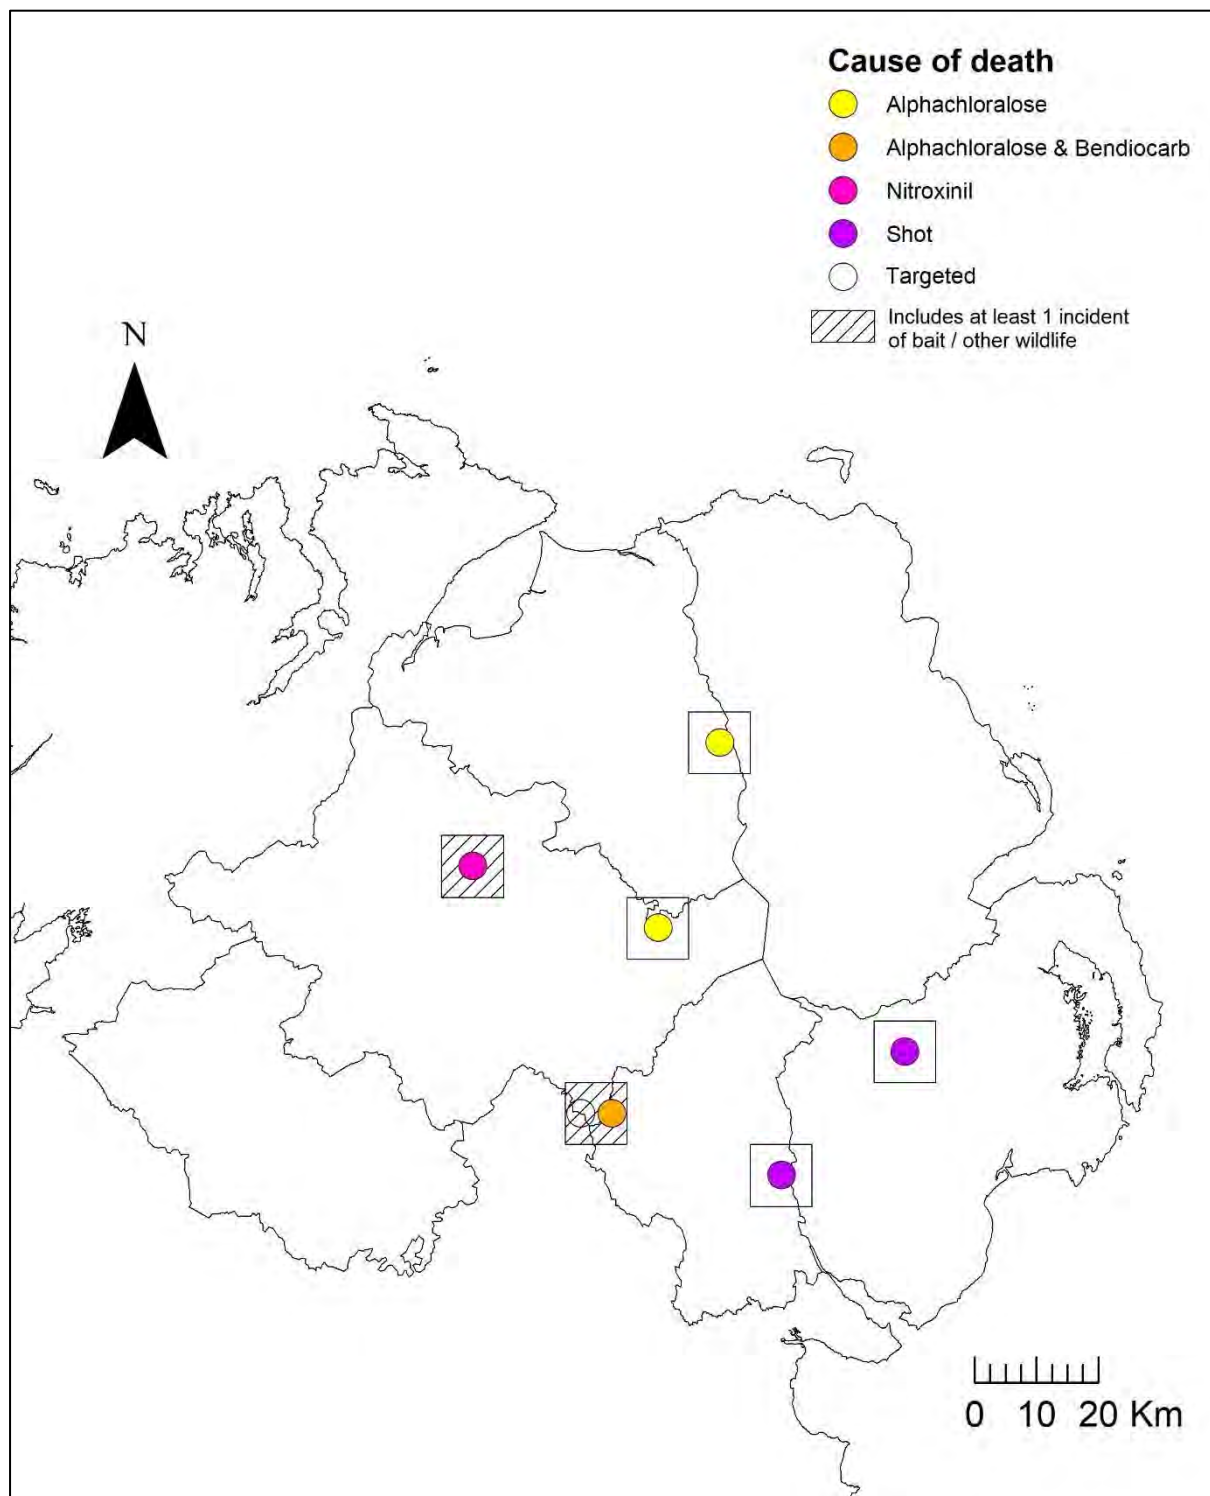 Cause of death
Alphachloralose
Alphachloralose & Bendiocarb
Nitroxinil
Shot
Targeted
Includes at least 1 incident
of bait / other wildlife
N
0 10 20 Km